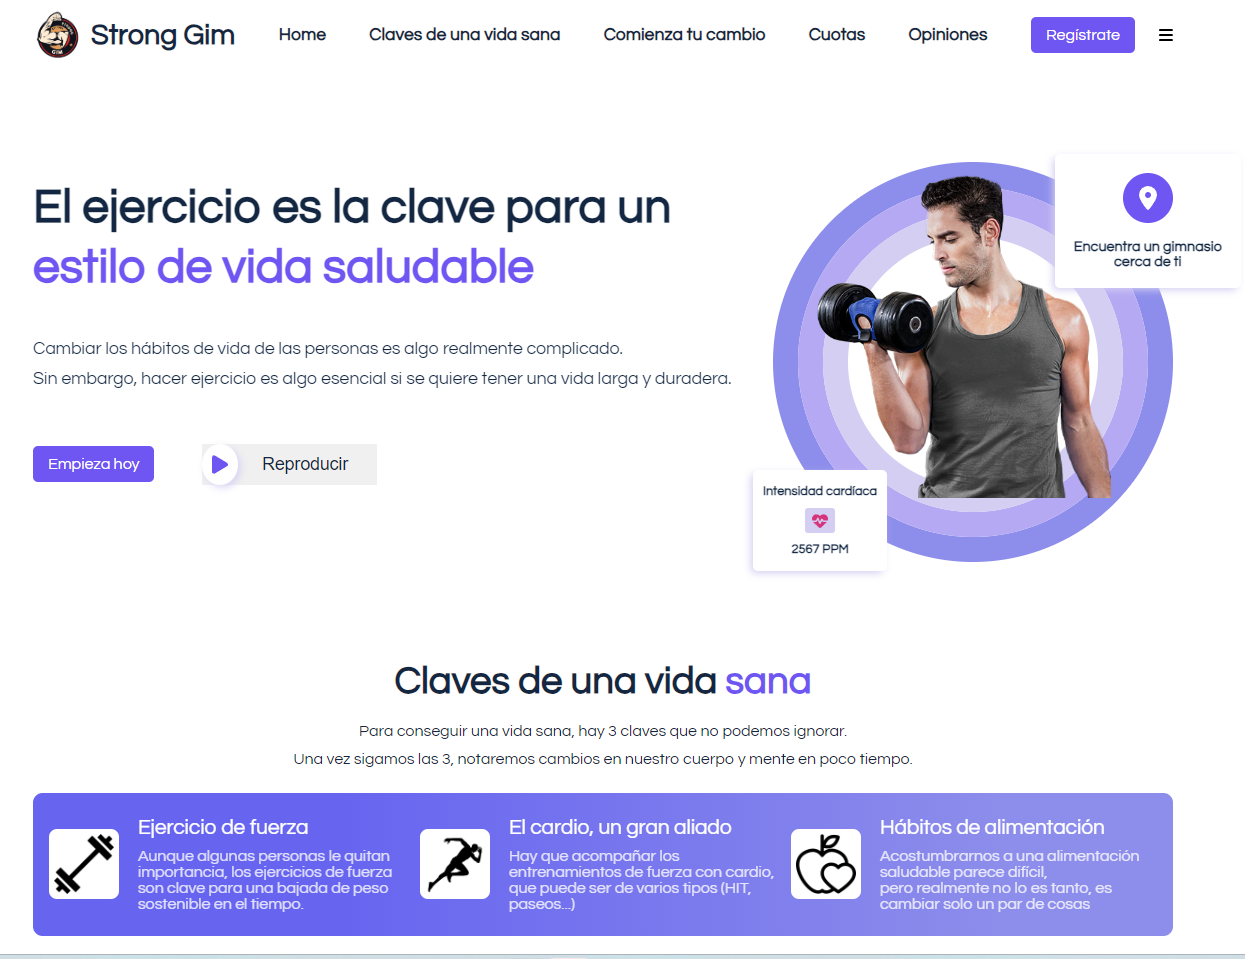 Strong Gim
Home
Claves de una vida sana
Comienza tu cambio
Cuotas
Opiniones
Regístrate
El ejercicio es la clave para un
estilo de vida saludable
Cambiar los hábitos de vida de las personas es algo realmente complicado.
Sin embargo, hacer ejercicio es algo esencial si se quiere tener una vida larga y duradera.
Empieza hoy
Reproducir
Encuentra un gimnasio
cerca de ti
Intensidad cardíaca
2567 PPM
Claves de una vida sana
Para conseguir una vida sana, hay 3 claves que no podemos ignorar.
Una vez sigamos las 3, notaremos cambios en nuestro cuerpo y mente en poco tiempo.
Ejercicio de fuerza
Aunque algunas personas le quitan
importancia, los ejercicios de fuerza
son clave para una bajada de peso
sostenible en el tiempo.
El cardio, un gran aliado
Hay que acompañar los
entrenamientos de fuerza con cardio,
que puede ser de varios tipos (HIT,
paseos...)
Hábitos de alimentación
Acostumbrarnos a una alimentación
saludable parece difícil,
pero realmente no lo es tanto, es
cambiar solo un par de cosas